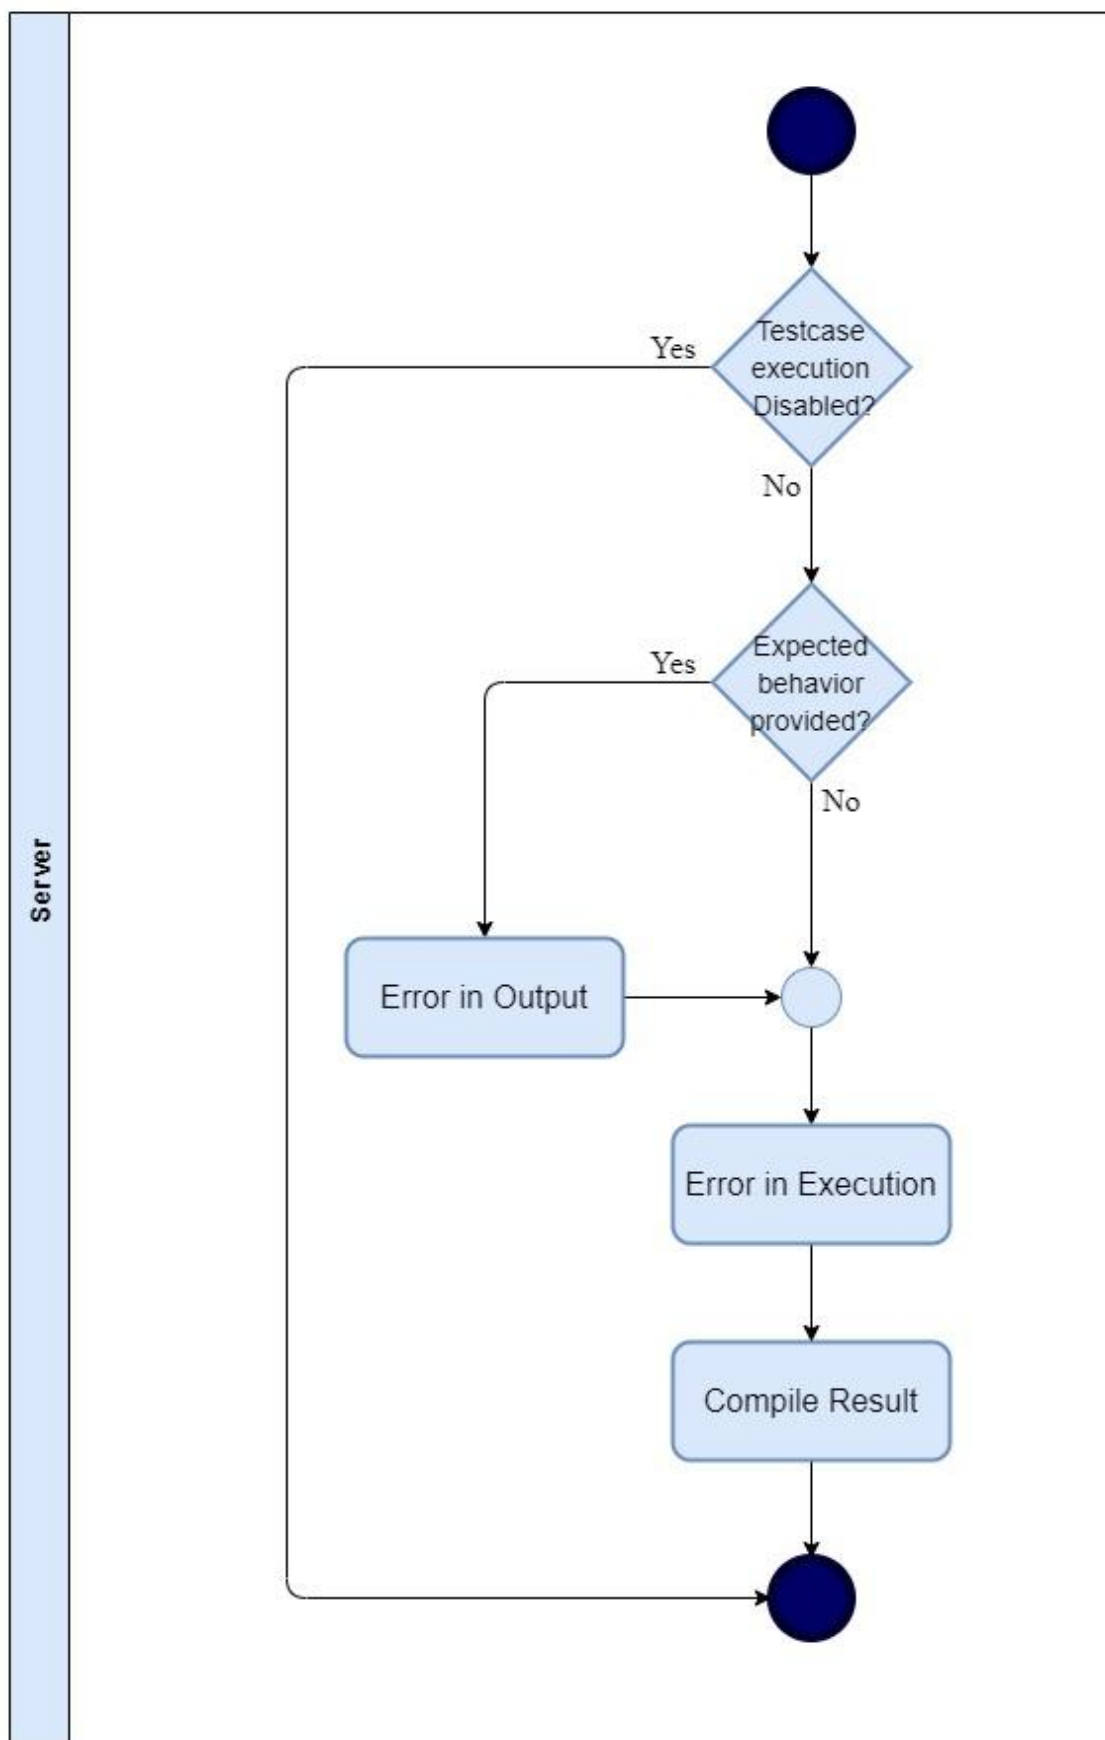 Server
Testcase
execution
Disabled?
Yes
No
Expected
behavior
provided?
Yes
No
Error in Output
Error in Execution
Compile Result